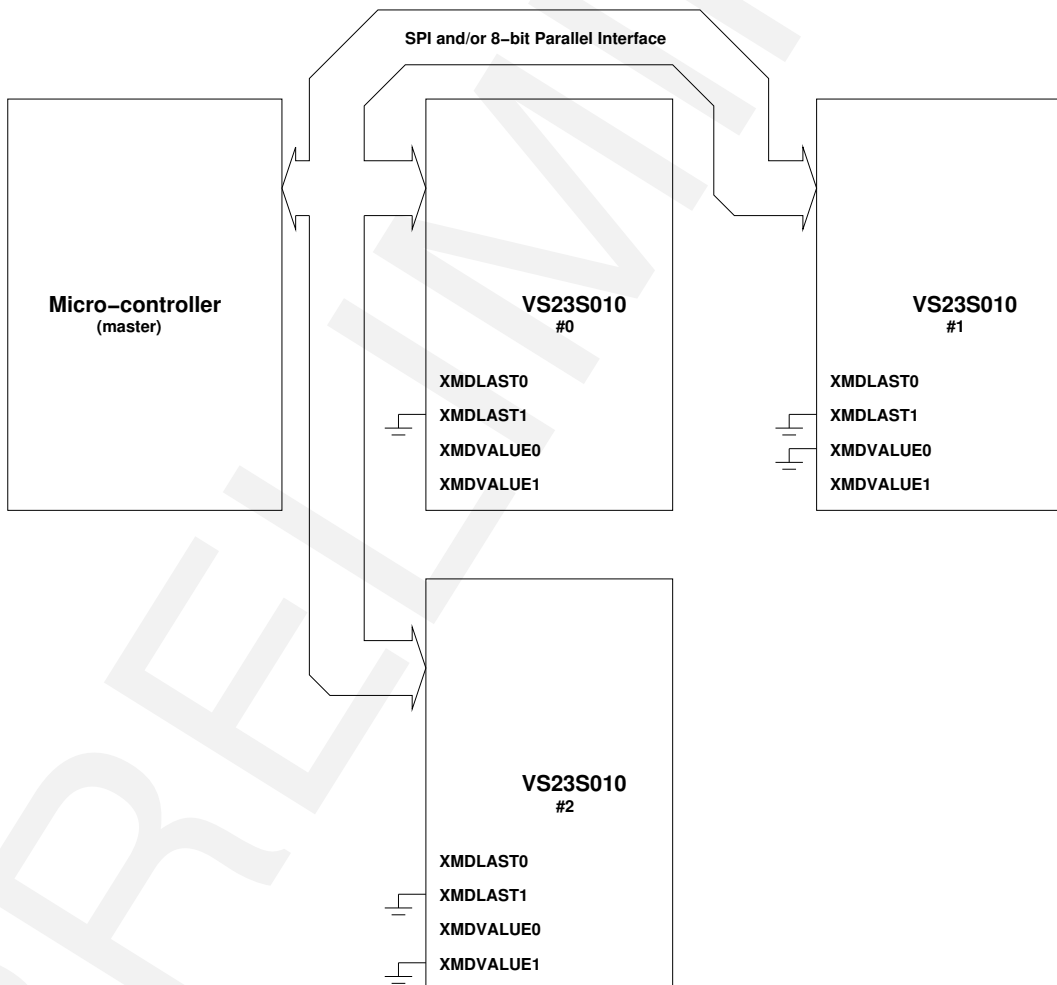 SPI and/or 8−bit Parallel Interface
Micro−controller
(master)
VS23S010
#0
XMDLAST0
XMDLAST1
XMDVALUE0
XMDVALUE1
VS23S010
#1
XMDLAST0
XMDLAST1
XMDVALUE0
XMDVALUE1
VS23S010
#2
XMDLAST0
XMDLAST1
XMDVALUE0
XMDVALUE1
PRELIMI